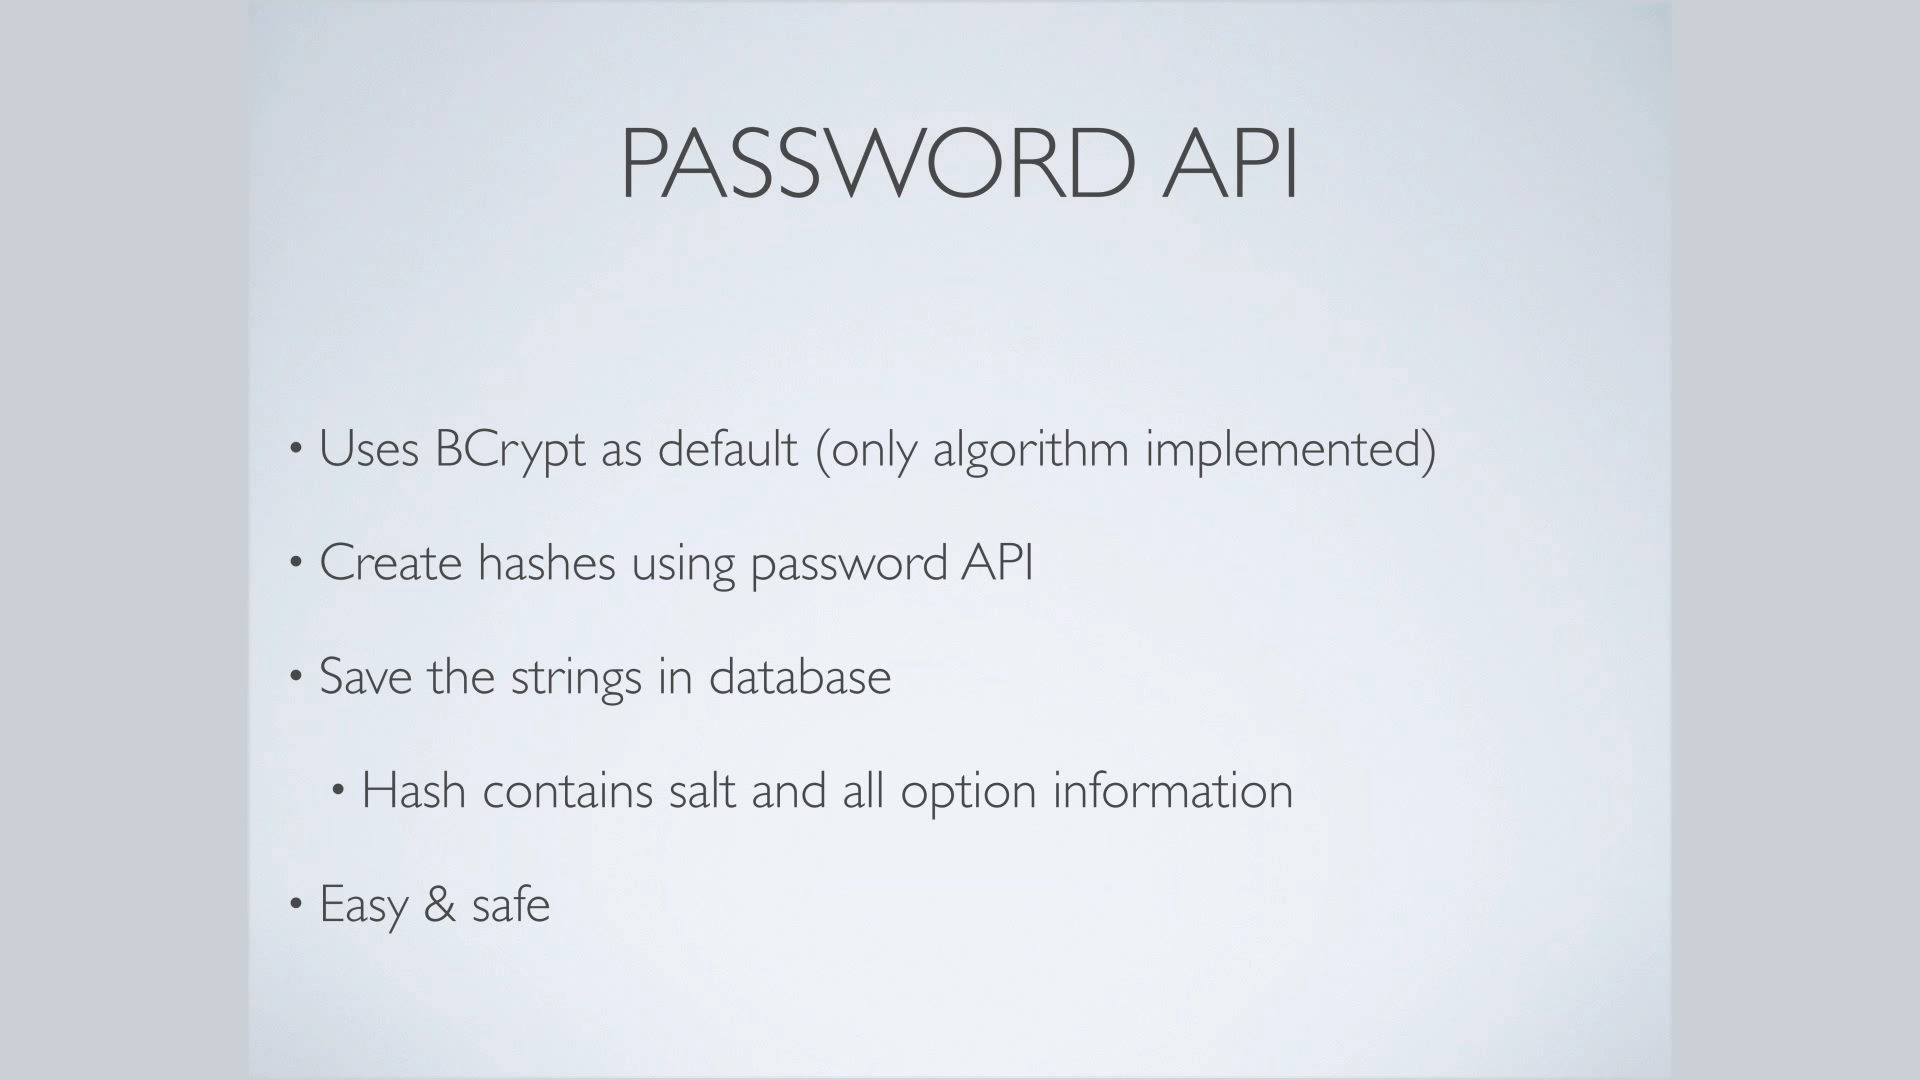 PASSWORD API
• Uses BCrypt as default (only algorithm implemented)
• Create hashes using password API
• Save the strings in database
• Hash contains salt and all option information
• Easy & safe